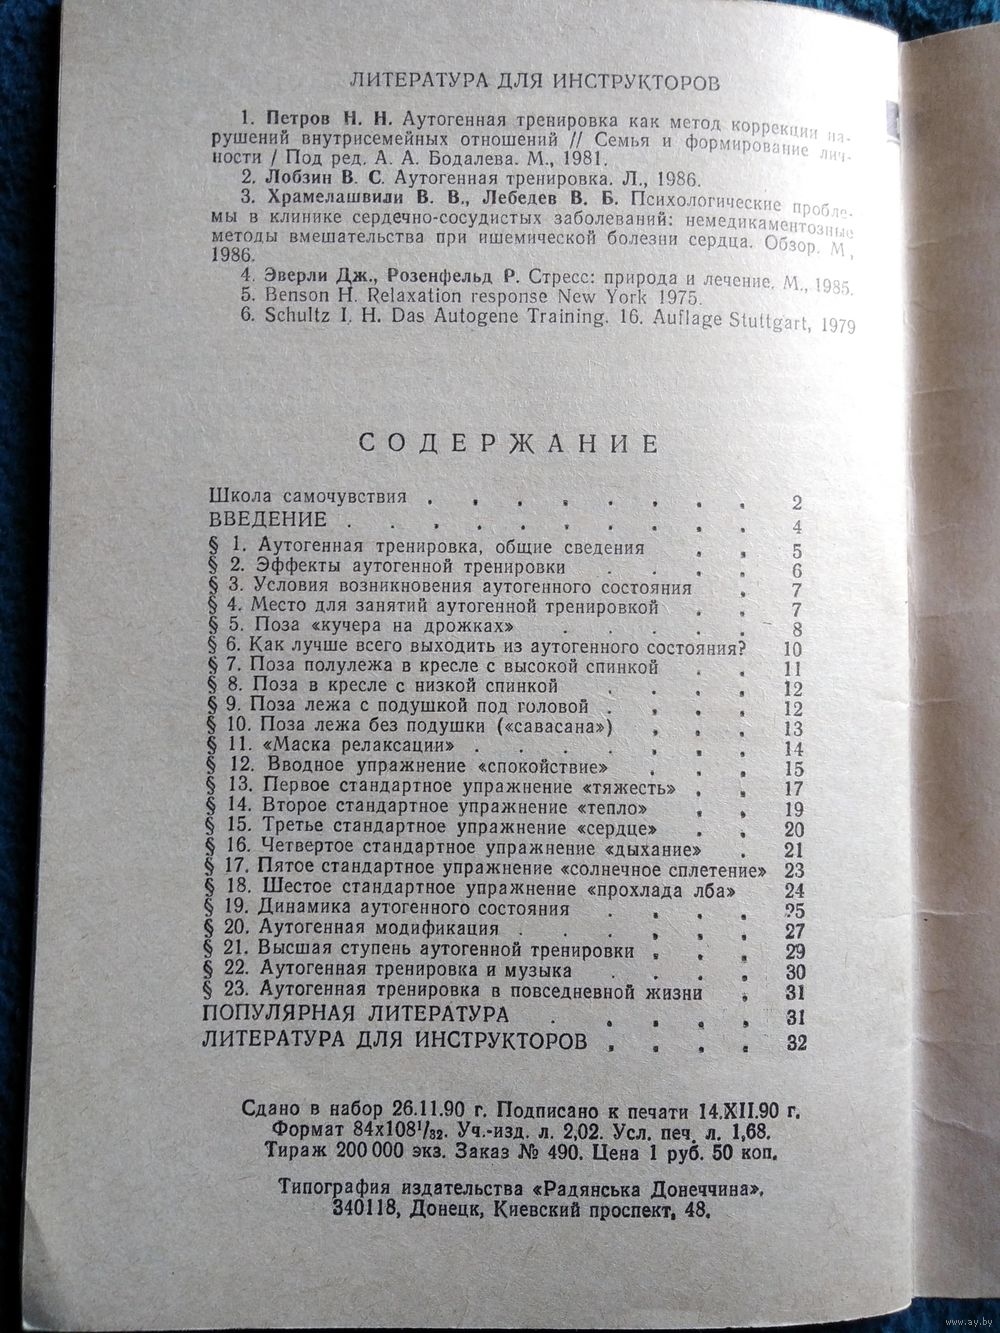 ЛИТЕРАТУРА ДЛЯ ИНСТРУКТОРОВ
1. Петров Н. Н. Аутогенная тренировка как метод коррекции на-
рушений внутрисемейных отношений // Семья и формирование лич-
ности / Под ред. А. А. Бодалева. М., 1981.
2. Лобзин В. С. Аутогенная тренировка. Л., 1986.
3. Храмелашвили В. В., Лебедев В. Б. Психологические пробле-
мы в клинике сердечно-сосудистых заболеваний: немедикаментозные
методы вмешательства при ишемической болезни сердца. Обзор. М.,
1986.
4. Эверли Дж., Розенфельд Р. Стресс: природа и лечение. М., 1985.
5. Benson H. Relaxation response New York 1975.
6. Schultz I. H. Das Autogene Training. 16. Auflage Stuttgart, 1979
СОДЕРЖАНИЕ
Школа самочувствия . . . . . . . . 2
ВВЕДЕНИЕ . . . . . . . . . . 4
§ 1. Аутогенная тренировка, общие сведения . . 5
§ 2. Эффекты аутогенной тренировки . . . . 6
§ 3. Условия возникновения аутогенного состояния . 7
§ 4. Место для занятий аутогенной тренировкой . . 7
§ 5. Поза «кучера на дрожках» . . . . . 8
§ 6. Как лучше всего выходить из аутогенного состояния? 10
§ 7. Поза полулежа в кресле с высокой спинкой . . 11
§ 8. Поза в кресле с низкой спинкой . . . . 12
§ 9. Поза лежа с подушкой под головой . . . . 12
§ 10. Поза лежа без подушки («савасана») . . . 13
§ 11. «Маска релаксации» . . . . . . . 14
§ 12. Вводное упражнение «спокойствие» . . . 15
§ 13. Первое стандартное упражнение «тяжесть» . . 17
§ 14. Второе стандартное упражнение «тепло» . . 19
§ 15. Третье стандартное упражнение «сердце» . . 20
§ 16. Четвертое стандартное упражнение «дыхание» . 21
§ 17. Пятое стандартное упражнение «солнечное сплетение» 23
§ 18. Шестое стандартное упражнение «прохлада лба» 24
§ 19. Динамика аутогенного состояния . . . . 25
§ 20. Аутогенная модификация . . . . . . 27
§ 21. Высшая ступень аутогенной тренировки . . . 29
§ 22. Аутогенная тренировка и музыка . . . . 30
§ 23. Аутогенная тренировка в повседневной жизни . 31
ПОПУЛЯРНАЯ ЛИТЕРАТУРА . . . . . 31
ЛИТЕРАТУРА ДЛЯ ИНСТРУКТОРОВ . . . . 32
Сдано в набор 26.11.90 г. Подписано к печати 14.XII.90 г.
Формат 84х108¹/₃₂. Уч.-изд. л. 2,02. Усл. печ. л. 1,68.
Тираж 200 000 экз. Заказ № 490. Цена 1 руб. 50 коп.
Типография издательства «Радянська Донеччина»,
340118, Донецк, Киевский проспект, 48.
www.ay.by